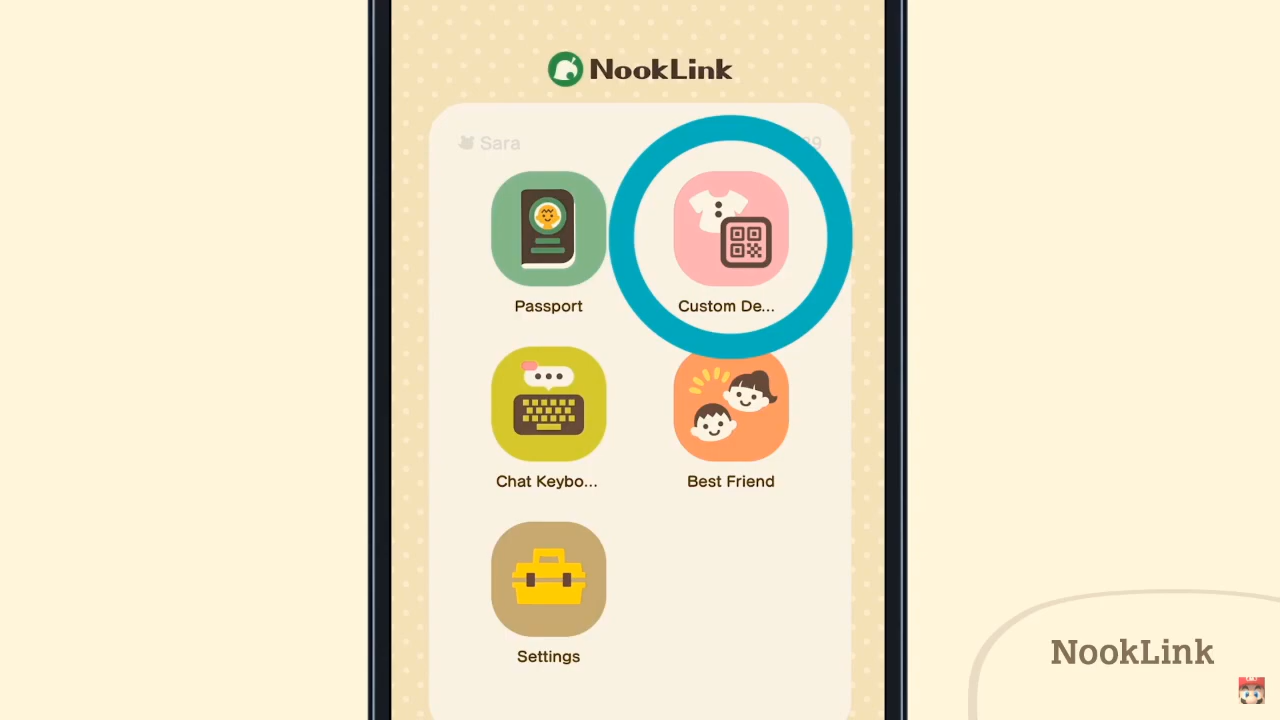 NookLink
Sara
Passport
Custom De...
Chat Keybo...
Best Friend
Settings
NookLink